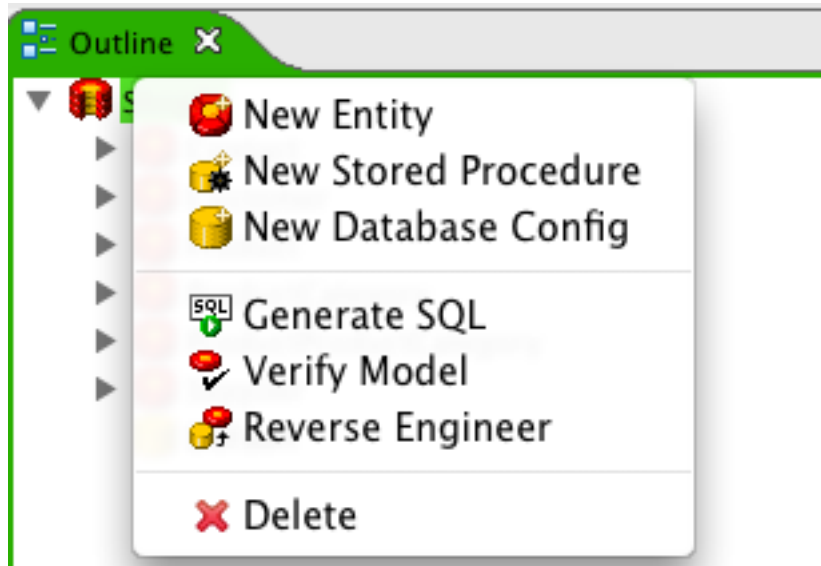 Outline
New Entity
New Stored Procedure
New Database Config
SQL
Generate SQL
Verify Model
Reverse Engineer
Delete